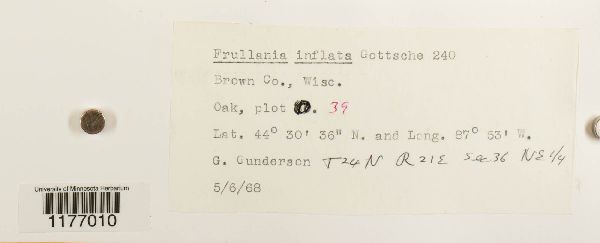 Frullania inflata Gottsche 240
Brown Co., Wisc.
Oak, plot . 39
Lat. 44° 30' 36" N. and Long. 87° 53' W.
G. Gunderson T24N R21E Sec 36 NE 1/4
5/6/68
University of Minnesota Herbarium
1177010